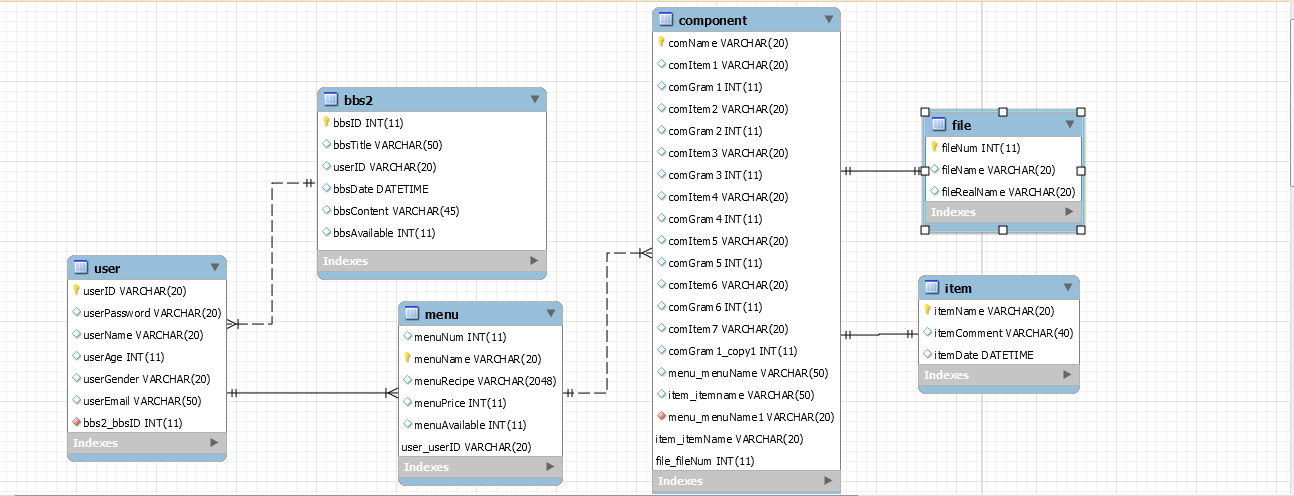 component
comName VARCHAR(20)
comItem1 VARCHAR(20)
comGram1 INT(11)
comItem2 VARCHAR(20)
comGram2 INT(11)
comItem3 VARCHAR(20)
comGram3 INT(11)
comItem4 VARCHAR(20)
comGram4 INT(11)
comItem5 VARCHAR(20)
comGram5 INT(11)
comItem6 VARCHAR(20)
comGram6 INT(11)
comItem7 VARCHAR(20)
comGram1_copy1 INT(11)
menu_menuName VARCHAR(50)
item_itemname VARCHAR(50)
menu_menuName1 VARCHAR(20)
item_itemName VARCHAR(20)
file_fileNum INT(11)
Indexes
bbs2
bbsID INT(11)
bbsTitle VARCHAR(50)
userID VARCHAR(20)
bbsDate DATETIME
bbsContent VARCHAR(45)
bbsAvailable INT(11)
Indexes
file
fileNum INT(11)
fileName VARCHAR(20)
fileRealName VARCHAR(20)
Indexes
user
userID VARCHAR(20)
userPassword VARCHAR(20)
userName VARCHAR(20)
userAge INT(11)
userGender VARCHAR(20)
userEmail VARCHAR(50)
bbs2_bbsID INT(11)
Indexes
menu
menuNum INT(11)
menuName VARCHAR(20)
menuRecipe VARCHAR(2048)
menuPrice INT(11)
menuAvailable INT(11)
user_userID VARCHAR(20)
Indexes
item
itemName VARCHAR(20)
itemComment VARCHAR(40)
itemDate DATETIME
Indexes